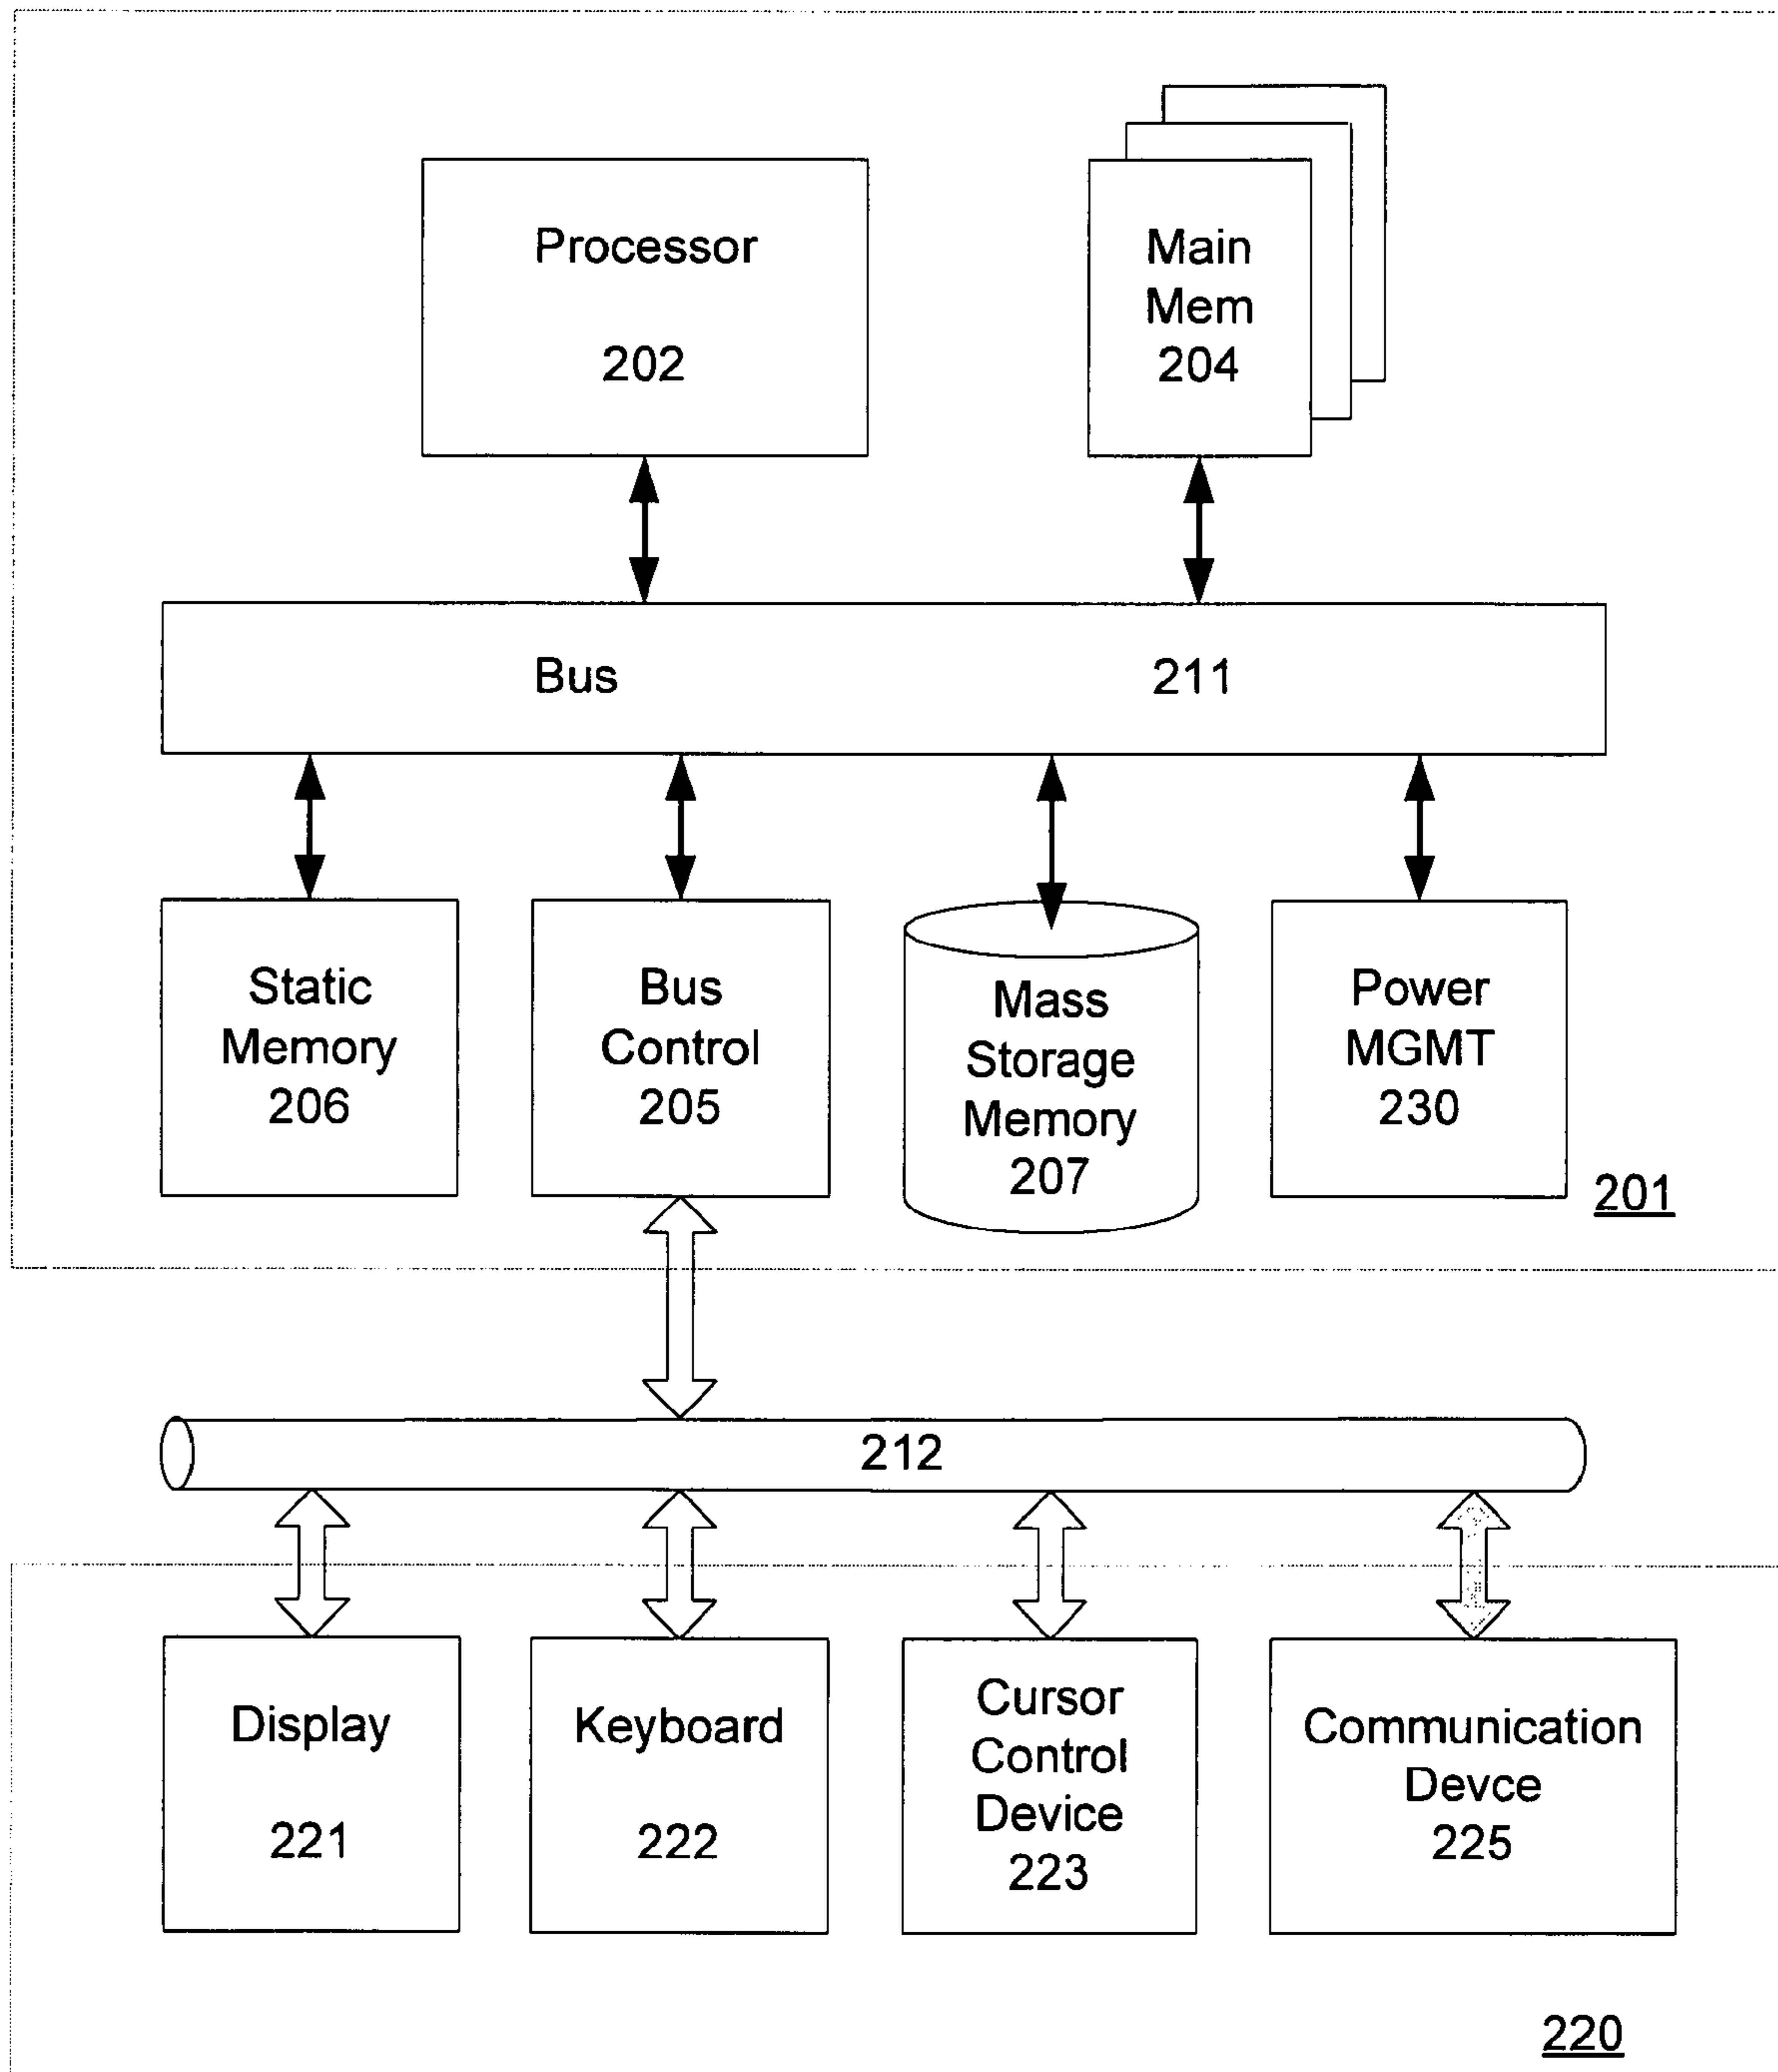 Processor
202
Main
Mem
204
Bus 211
Static
Memory
206
Bus
Control
205
Mass
Storage
Memory
207
Power
MGMT
230
201
212
Display
221
Keyboard
222
Cursor
Control
Device
223
Communication
Devce
225
220